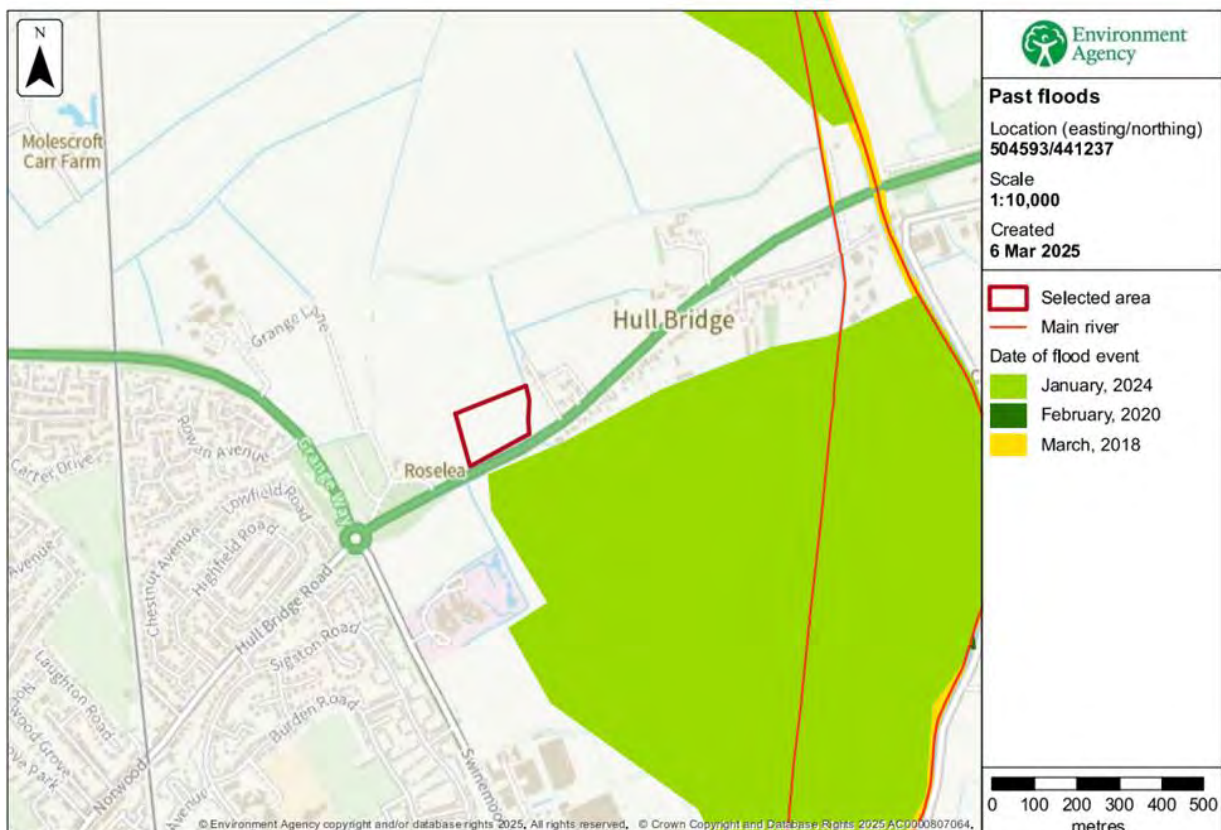 N
Molescroft
Carr Farm
Grange Lane
Hull Bridge
Rowan Avenue
Carter Drive
Grange Way
Roselea
Lowfield Road
Chestnut Avenue
Highfield Road
Avenue
Hull Bridge Road
Sigston Road
Laughton Road
Burden Road
Norwood
wood Grove
Park
Avenue
Swinemoor
© Environment Agency copyright and/or database rights 2025. All rights reserved. © Crown Copyright and Database Rights 2025 AC0000807064.
Environment
Agency
Past floods
Location (easting/northing)
504593/441237
Scale
1:10,000
Created
6 Mar 2025
Selected area
Main river
Date of flood event
January, 2024
February, 2020
March, 2018
0 100 200 300 400 500
metres